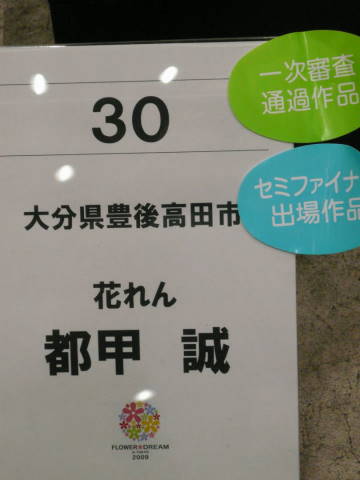 30
一次審査
通過作品
セミファイナ
出場作品
大分県豊後高田市
花れん
都甲 誠
FLOWER DREAM
2009